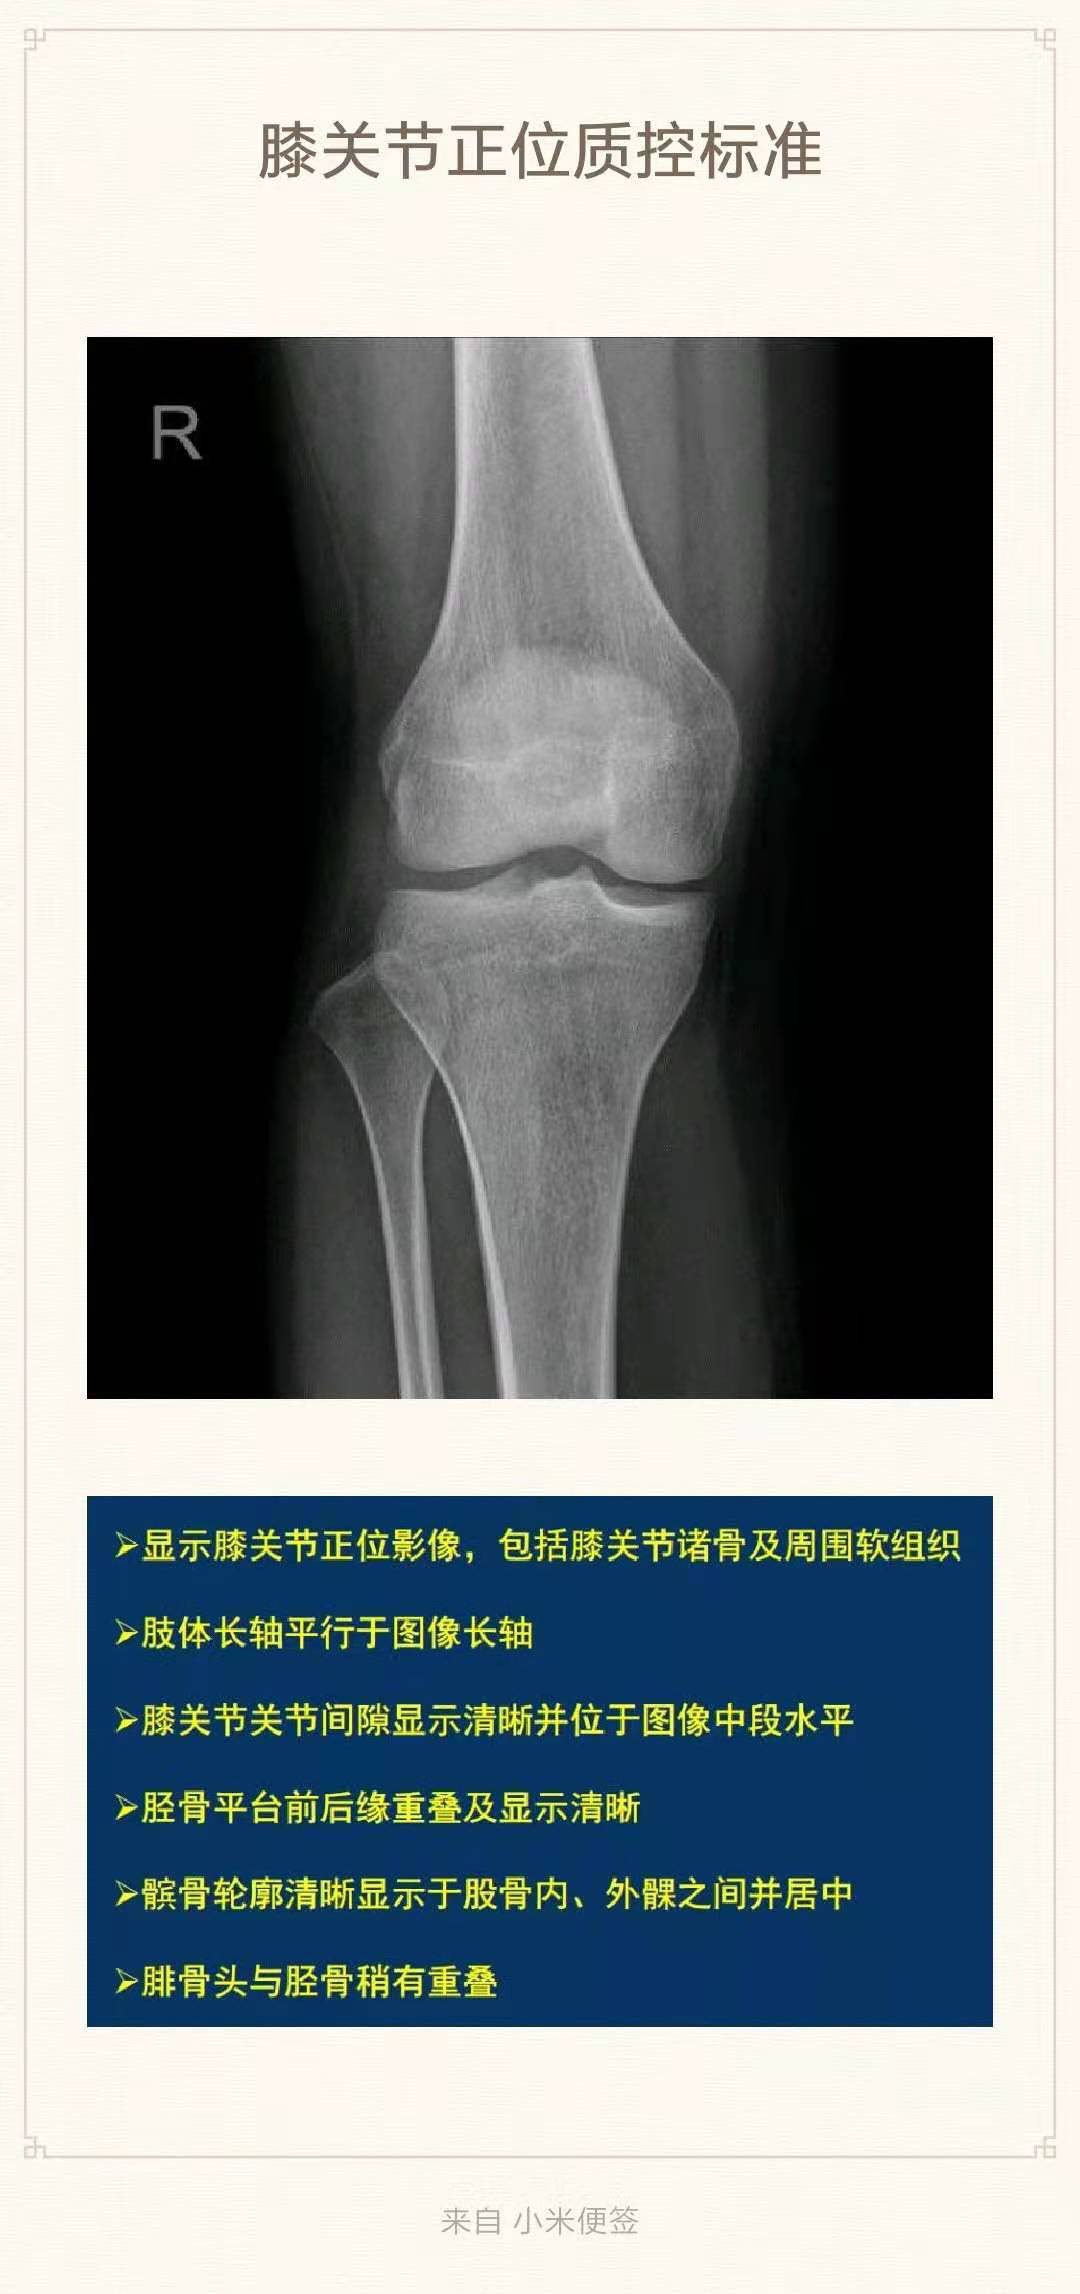 膝关节正位质控标准
R
➢显示膝关节正位影像，包括膝关节诸骨及周围软组织
➢肢体长轴平行于图像长轴
➢膝关节关节间隙显示清晰并位于图像中段水平
➢胫骨平台前后缘重叠及显示清晰
➢髌骨轮廓清晰显示于股骨内、外髁之间并居中
➢腓骨头与胫骨稍有重叠
来自 小米便签